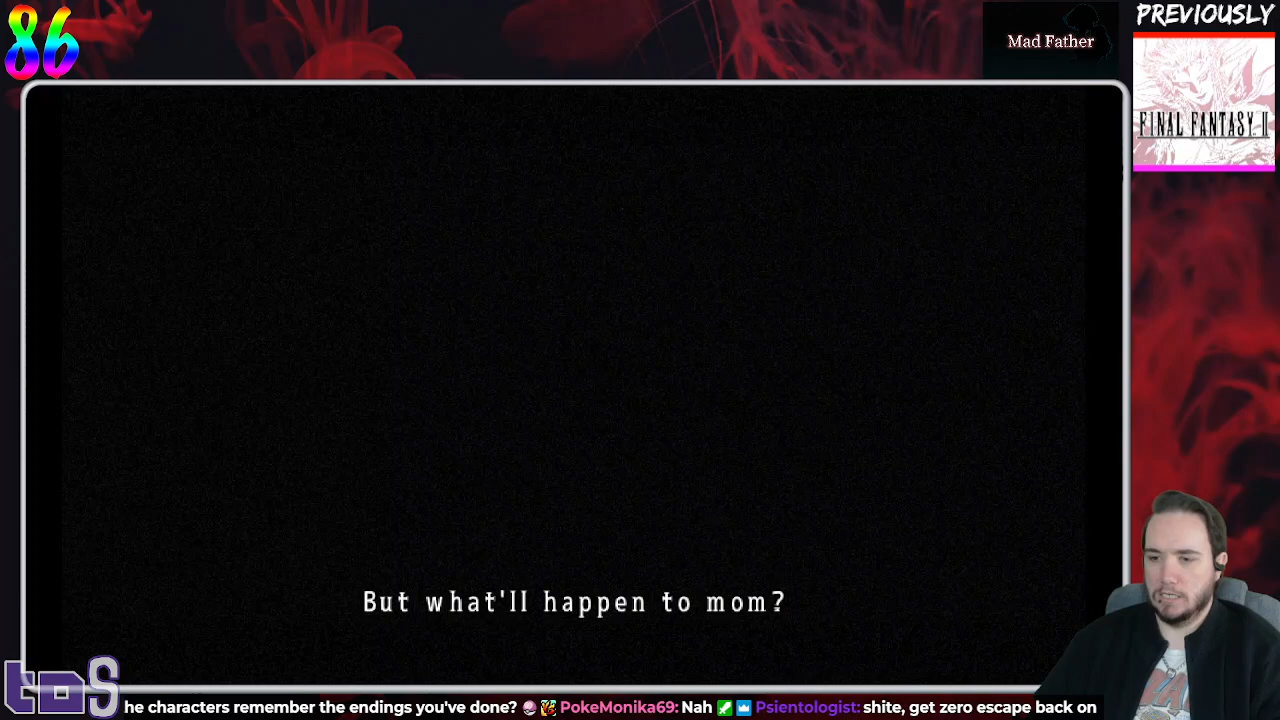 86
Mad Father
PREVIOUSLY
FINAL FANTASY II
But what'll happen to mom?
tDS
he characters remember the endings you've done? PokeMonika69: Nah Psientologist: shite, get zero escape back on